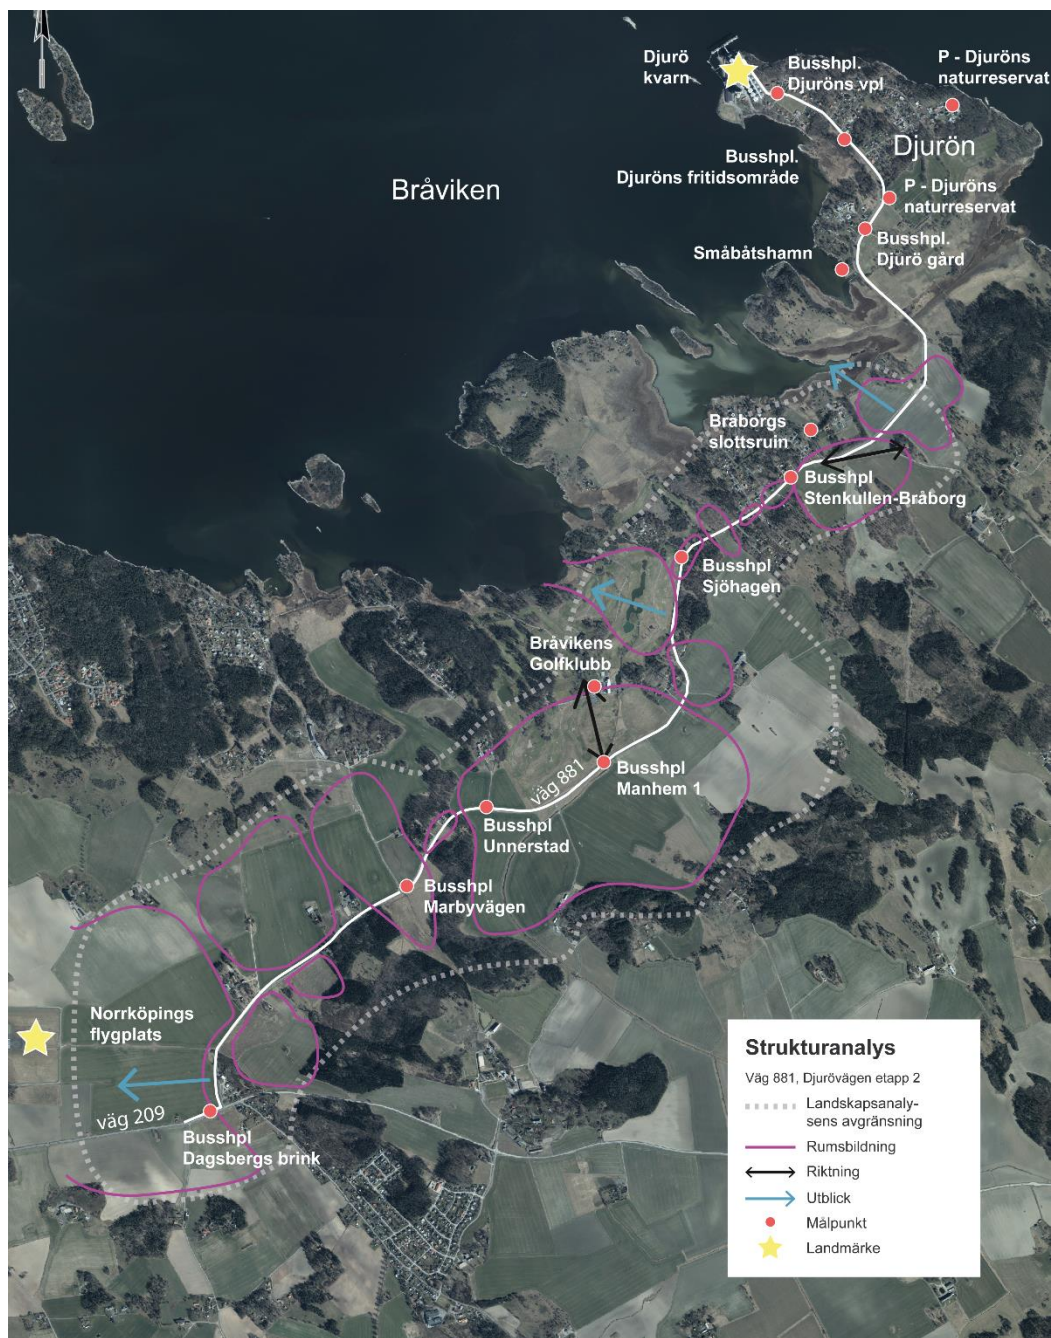 Djurö
kvarn
Busshpl.
Djuröns vpl
P - Djuröns
naturreservat
Djurön
Busshpl.
Djuröns fritidsområde
Bråviken
P - Djuröns
naturreservat
Busshpl.
Djurö gård
Småbåtshamn
Bråborgs
slottsruin
Busshpl
Stenkullen-Bråborg
Busshpl
Sjöhagen
Bråvikens
Golfklubb
Busshpl
Manhem 1
väg 881
Busshpl
Unnerstad
Busshpl
Marbyvägen
Norrköpings
flygplats
väg 209
Busshpl
Dagsbergs brink
Strukturanalys
Väg 881, Djurövägen etapp 2
Landskapsanaly-
sens avgränsning
Rumsbildning
Riktning
Utblick
Målpunkt
Landmärke